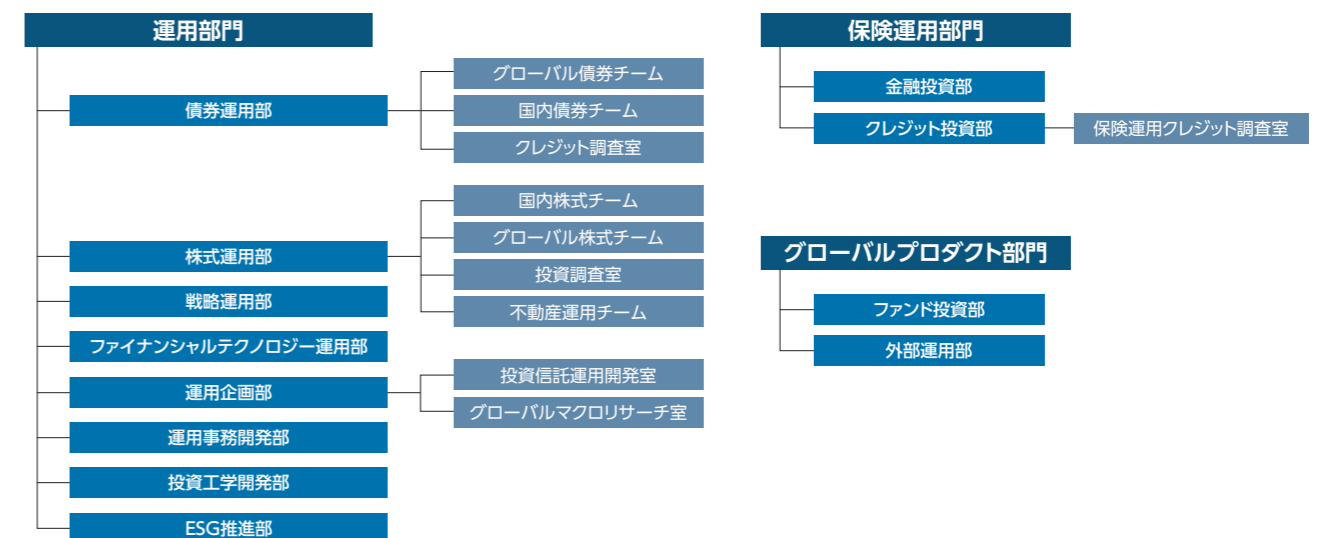 運用部門
債券運用部
グローバル債券チーム
国内債券チーム
クレジット調査室
株式運用部
国内株式チーム
グローバル株式チーム
投資調査室
不動産運用チーム
戦略運用部
ファイナンシャルテクノロジー運用部
運用企画部
投資信託運用開発室
グローバルマクロリサーチ室
運用事務開発部
投資工学開発部
ESG推進部
保険運用部門
金融投資部
クレジット投資部
保険運用クレジット調査室
グローバルプロダクト部門
ファンド投資部
外部運用部